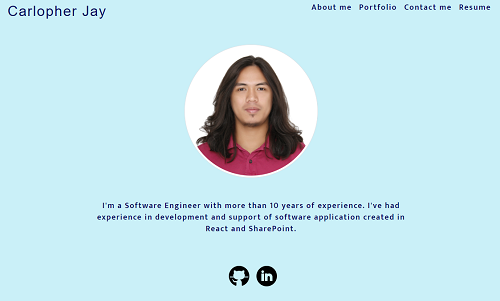 Carlopher Jay
About me Portfolio Contact me Resume
I'm a Software Engineer with more than 10 years of experience. I've had
experience in development and support of software application created in
React and SharePoint.
in